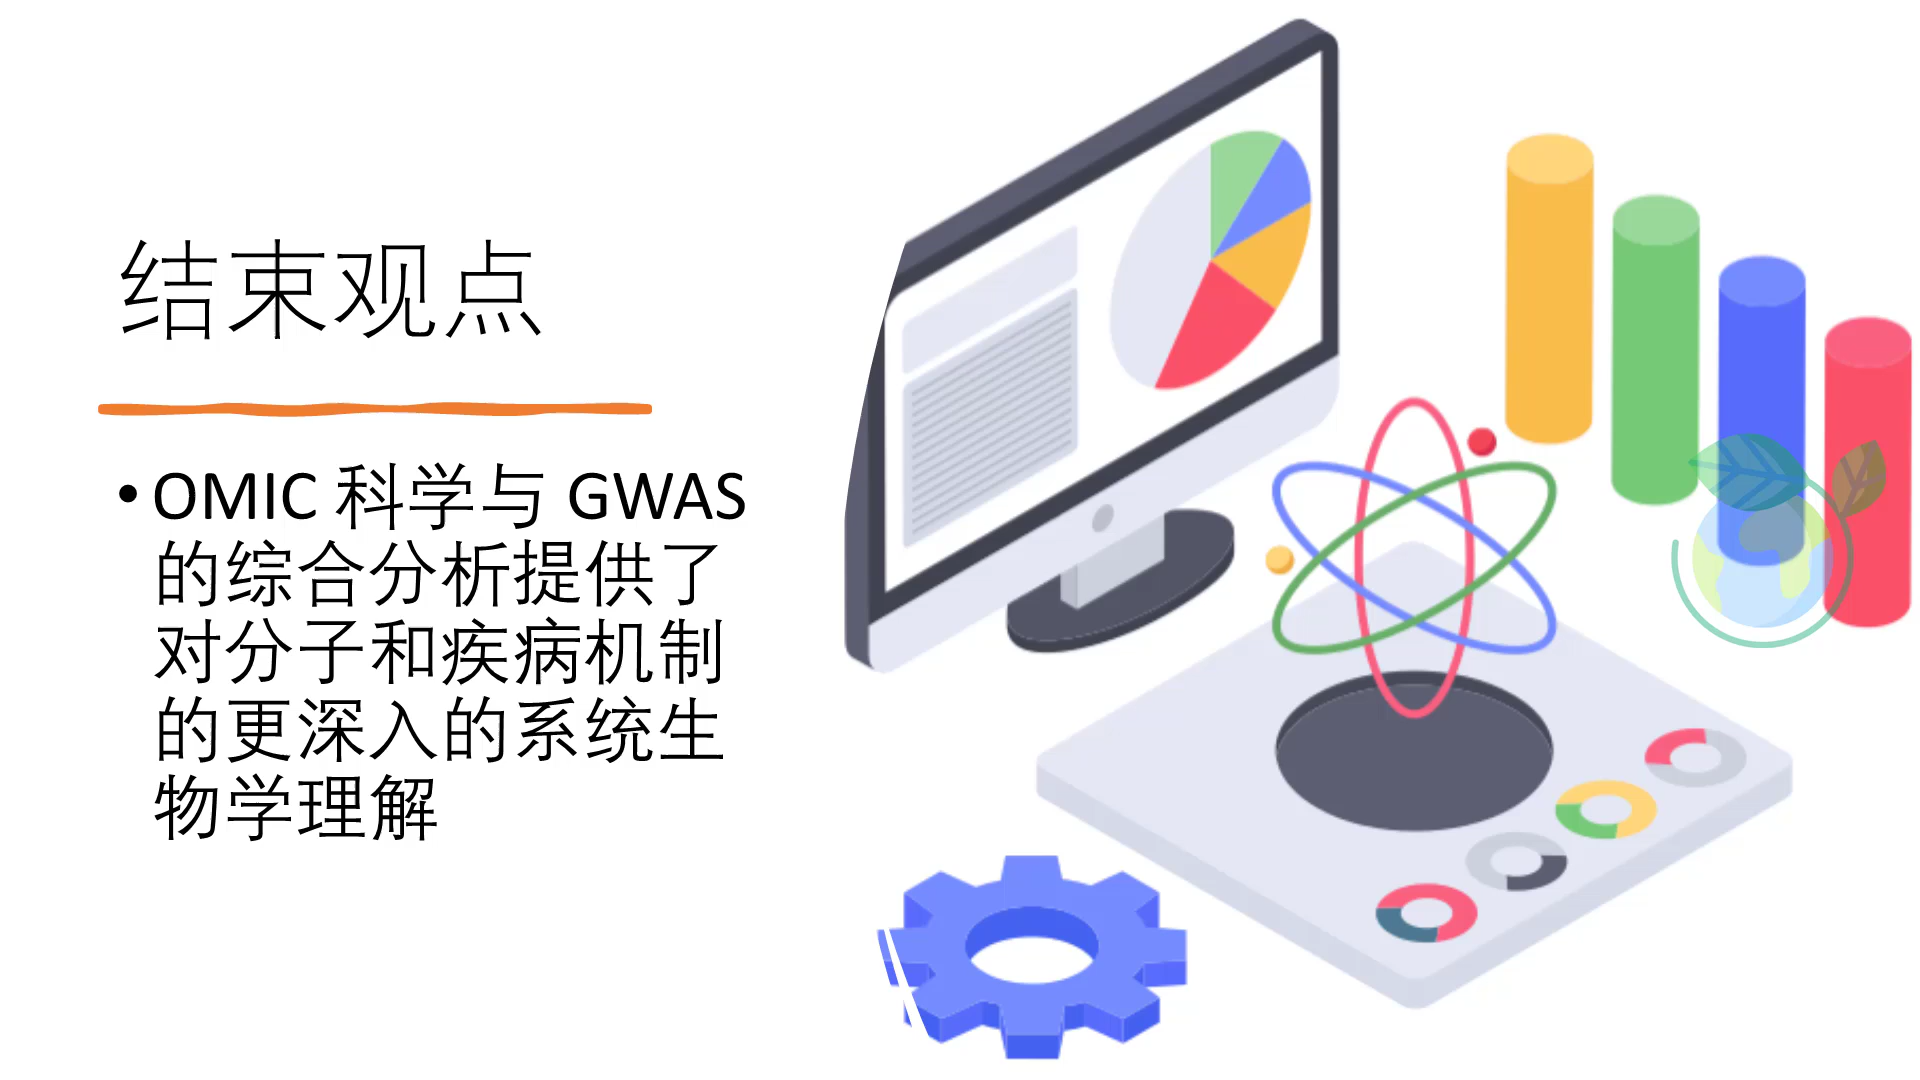 结束观点
•OMIC 科学与 GWAS
的综合分析提供了
对分子和疾病机制
的更深入的系统生
物学理解